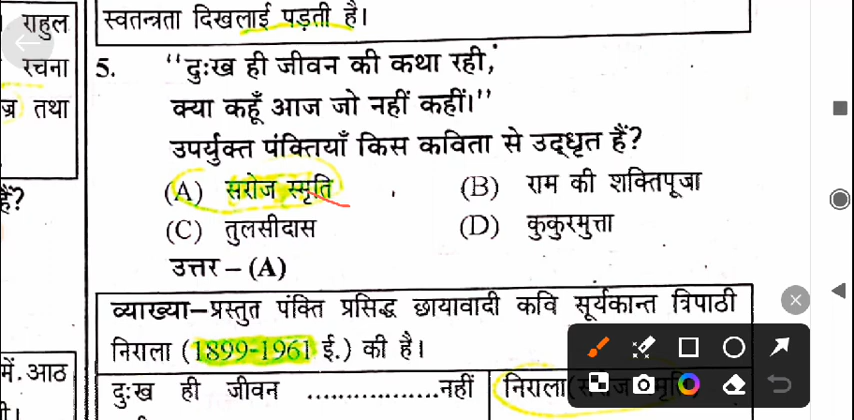 राहुल
रचना
ज्र तथा
हैं?
में. आठ
स्वतन्त्रता दिखलाई पड़ती है।
5. "दुःख ही जीवन की कथा रही,
क्या कहूँ आज जो नहीं कहीं।"
उपर्युक्त पंक्तियाँ किस कविता से उद्धृत हैं?
(A) सरोज स्मृति (B) राम की शक्तिपूजा
(C) तुलसीदास (D) कुकुरमुत्ता
उत्तर – (A)
व्याख्या–प्रस्तुत पंक्ति प्रसिद्ध छायावादी कवि सूर्यकान्त त्रिपाठी
निराला (1899-1961 ई.) की है।
दुःख ही जीवन ..................नहीं निराला